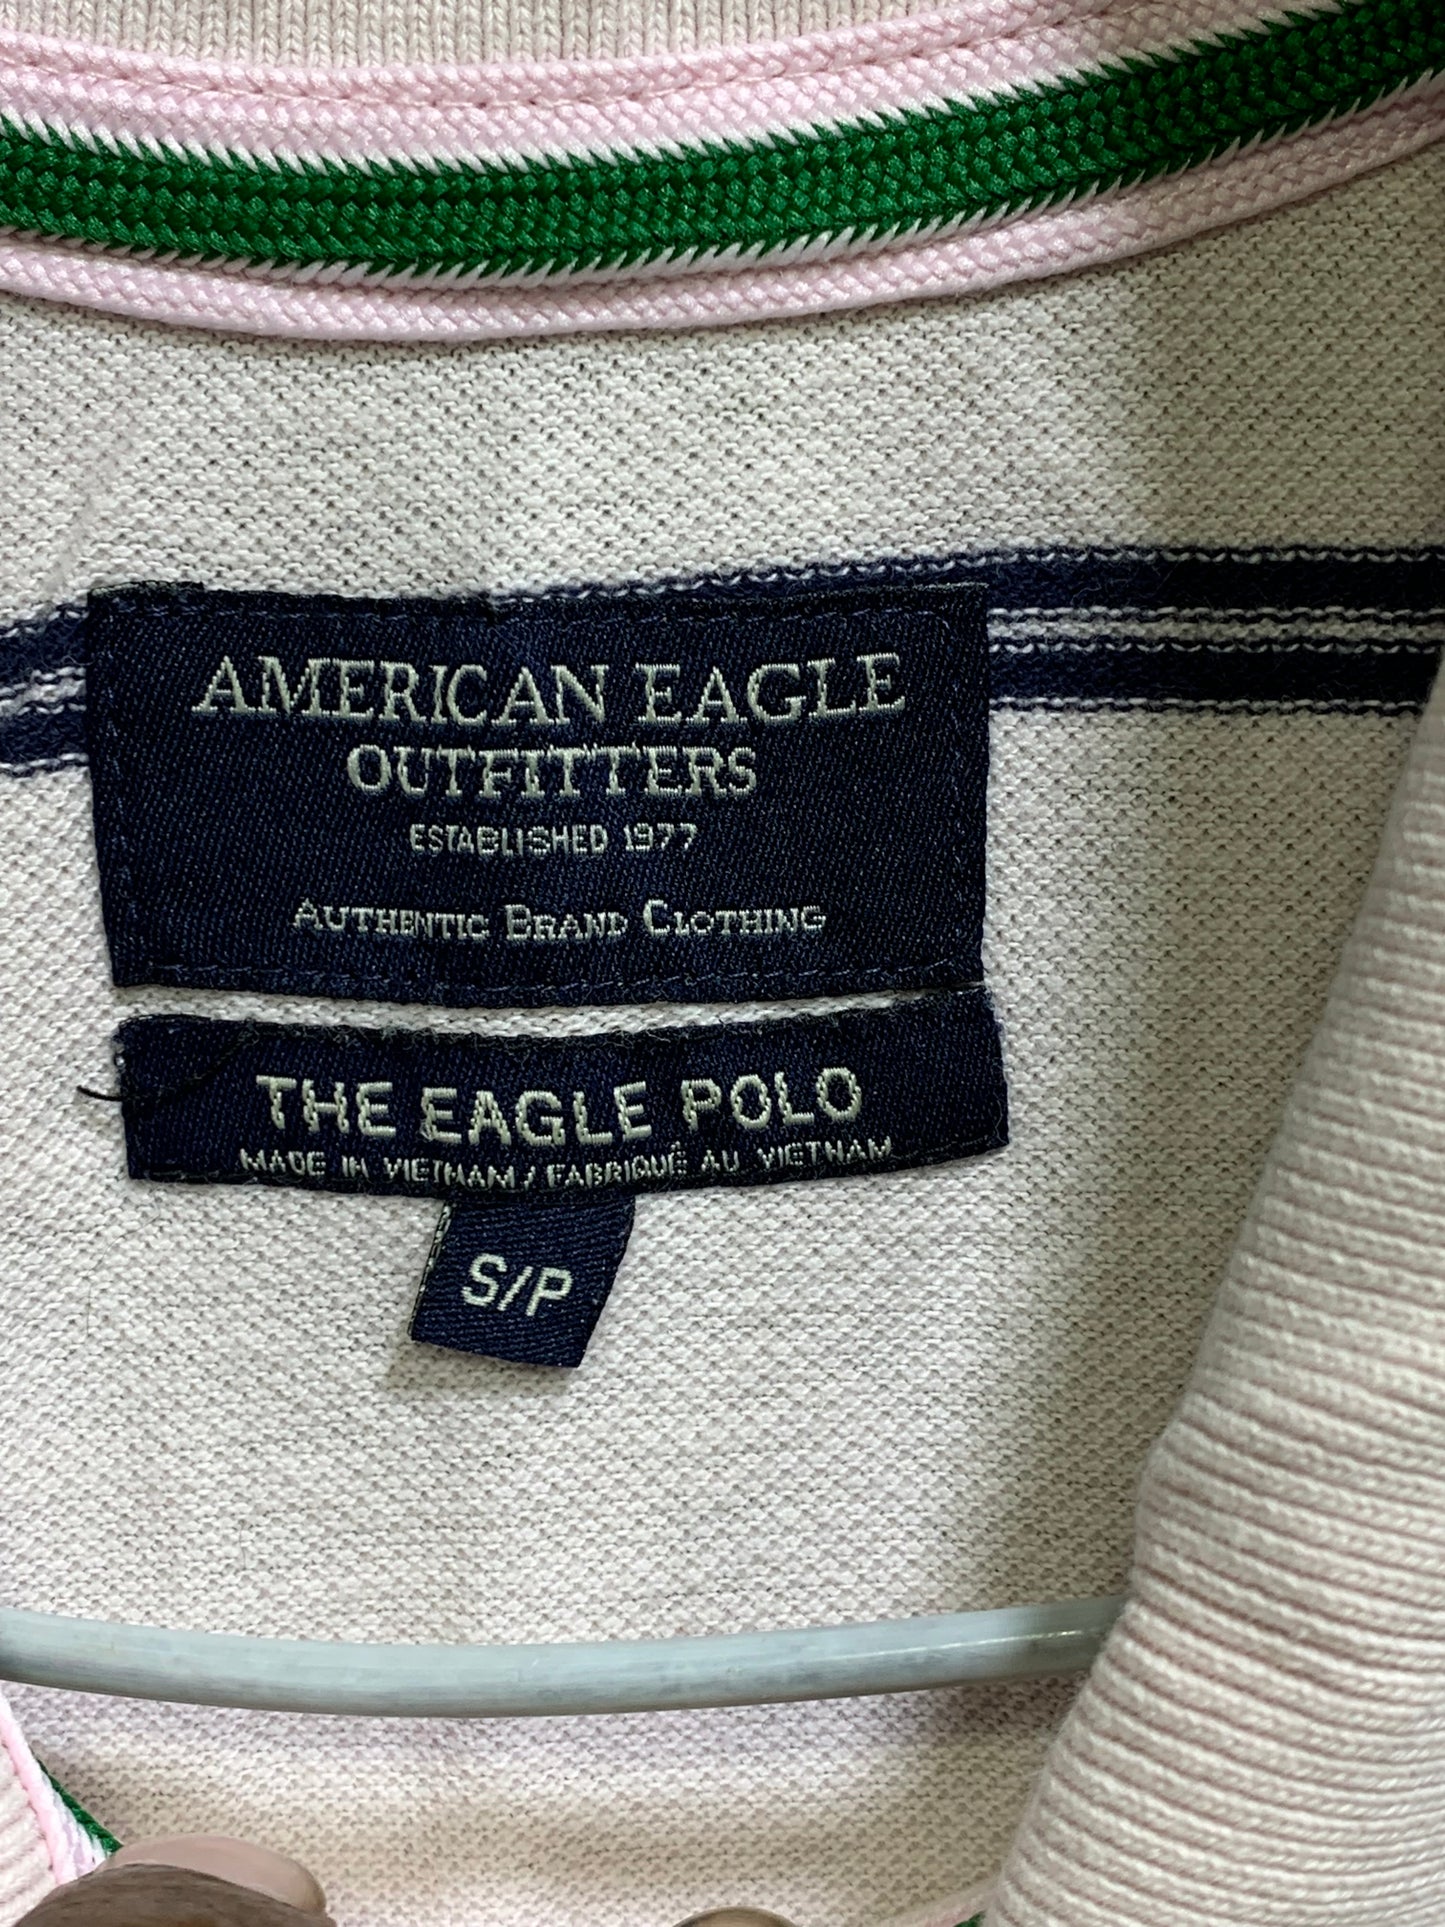 AMERICAN EAGLE
OUTFITTERS
ESTABLISHED 1977
AUTHENTIC BRAND CLOTHING
THE EAGLE POLO
MADE IN VIETNAM / FABRIQUÉ AU VIETNAM
S/P